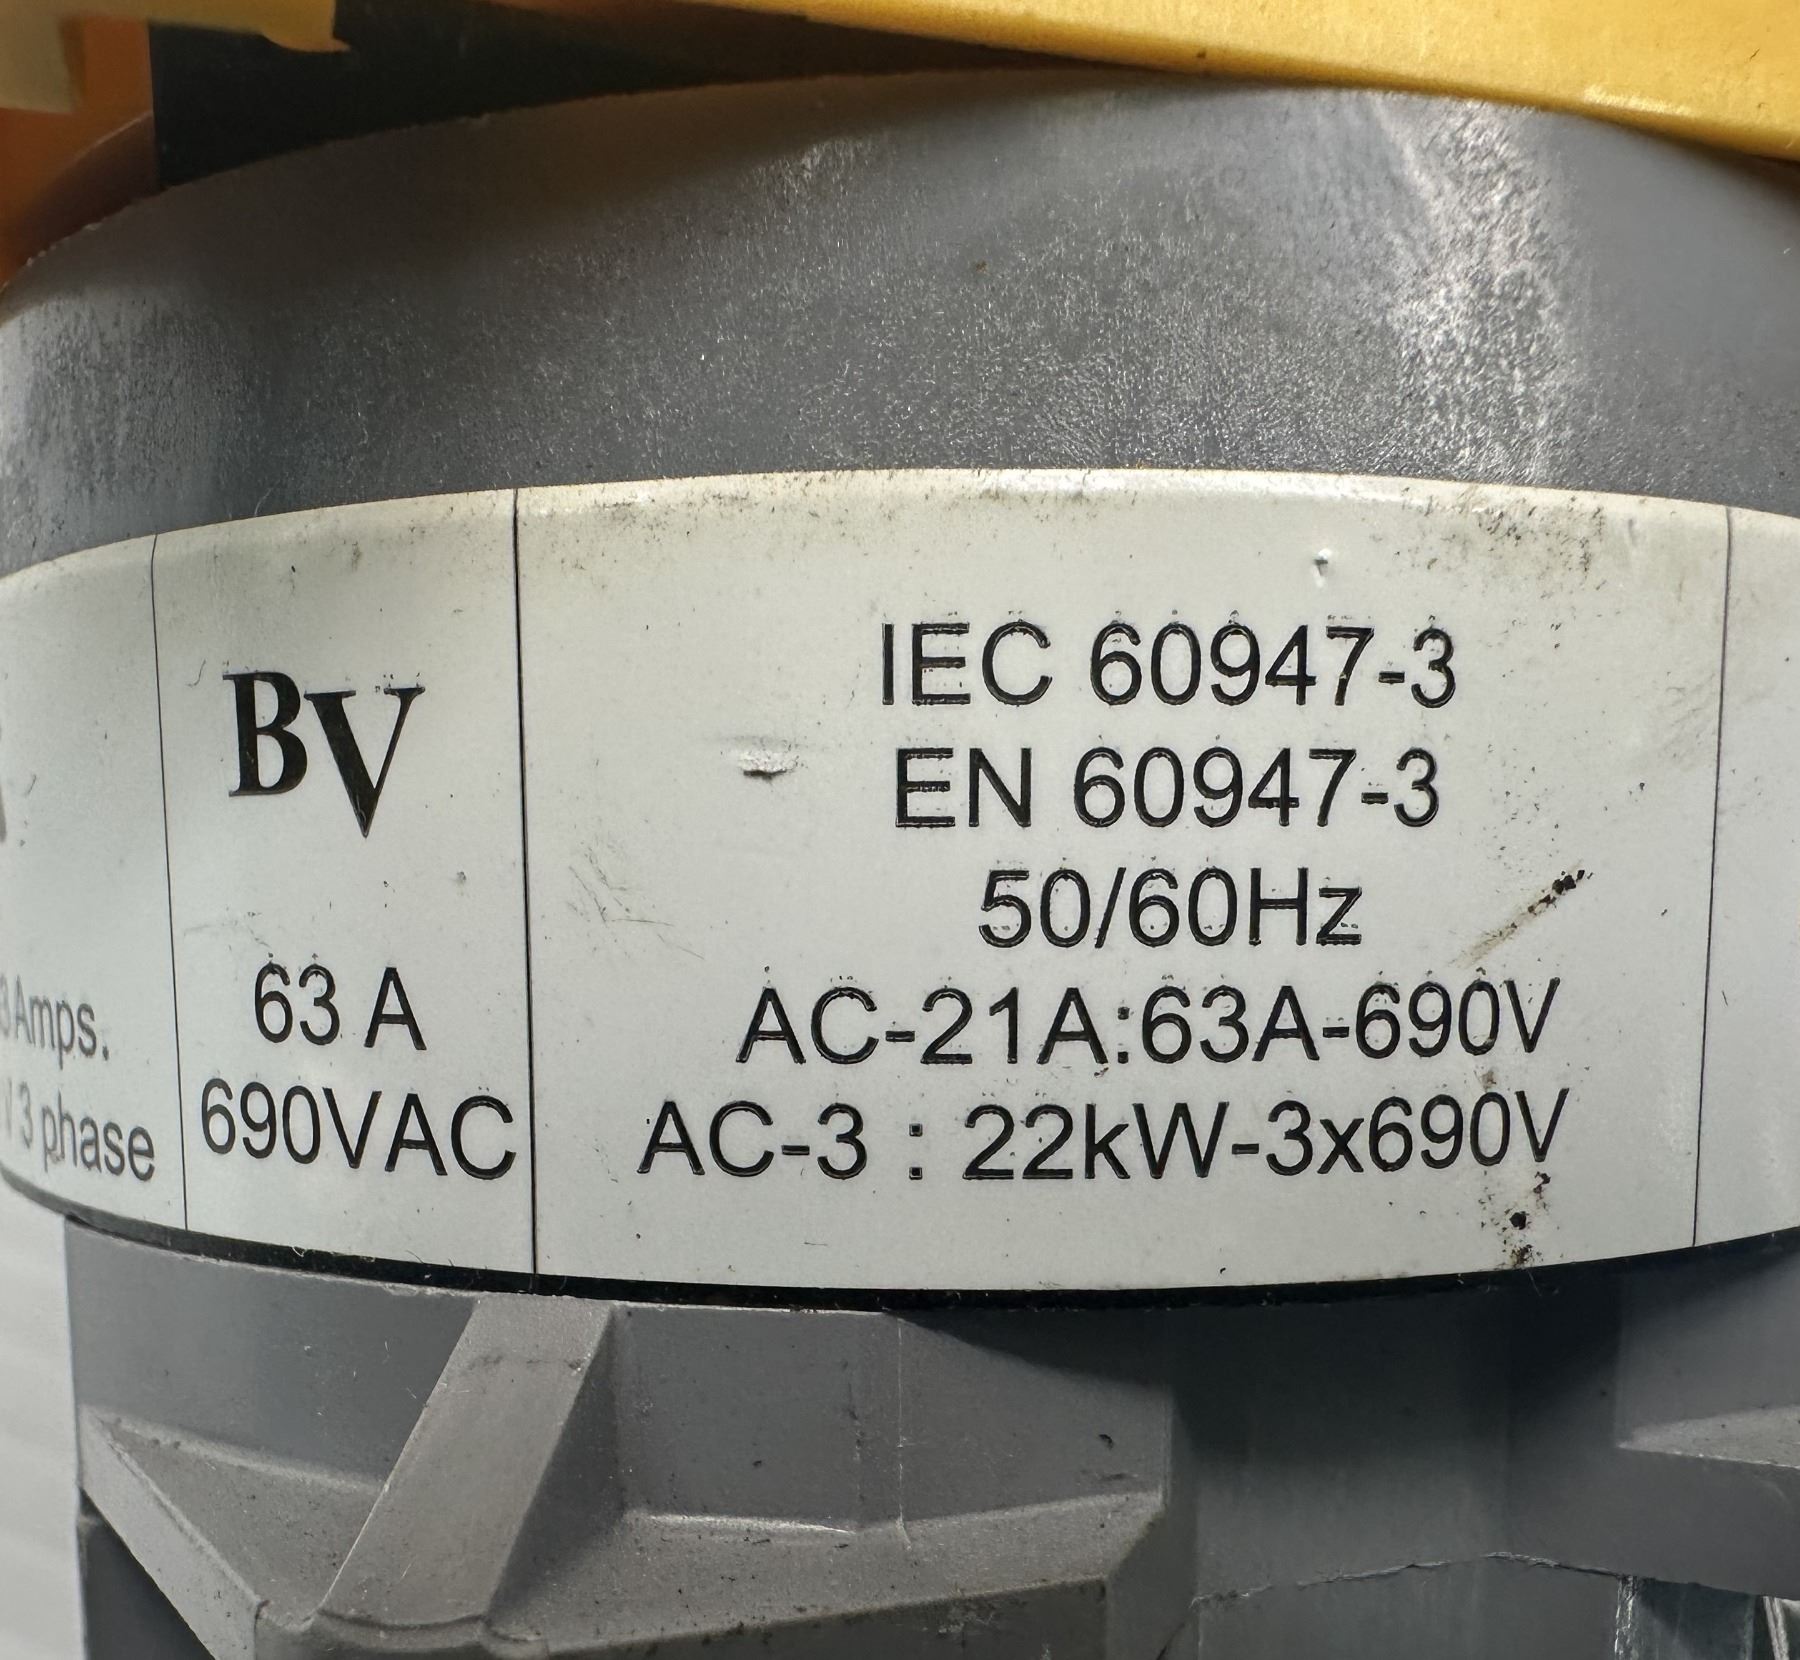 Amps.
3 phase
BV
63 A
690VAC
IEC 60947-3
EN 60947-3
50/60Hz
AC-21A:63A-690V
AC-3 : 22kW-3x690V